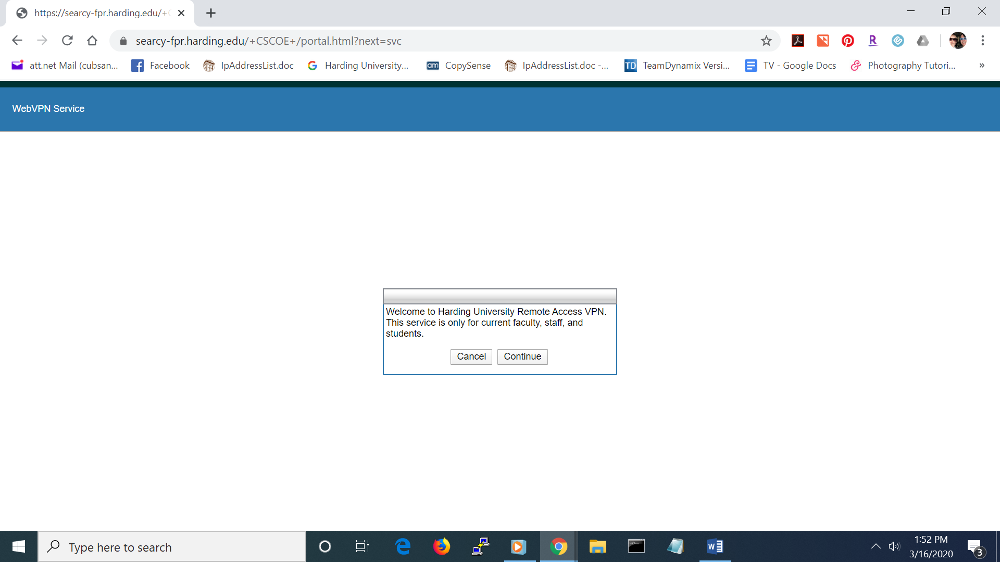 https://searcy-fpr.harding.edu/+C
searcy-fpr.harding.edu/+CSCOE+/portal.html?next=svc
att.net Mail (cubsan... Facebook IpAddressList.doc Harding University... am CopySense IpAddressList.doc -... TD TeamDynamix Versi... TV - Google Docs Photography Tutori... »
WebVPN Service
Welcome to Harding University Remote Access VPN.
This service is only for current faculty, staff, and
students.
Cancel Continue
Type here to search
1:52 PM
3/16/2020
3